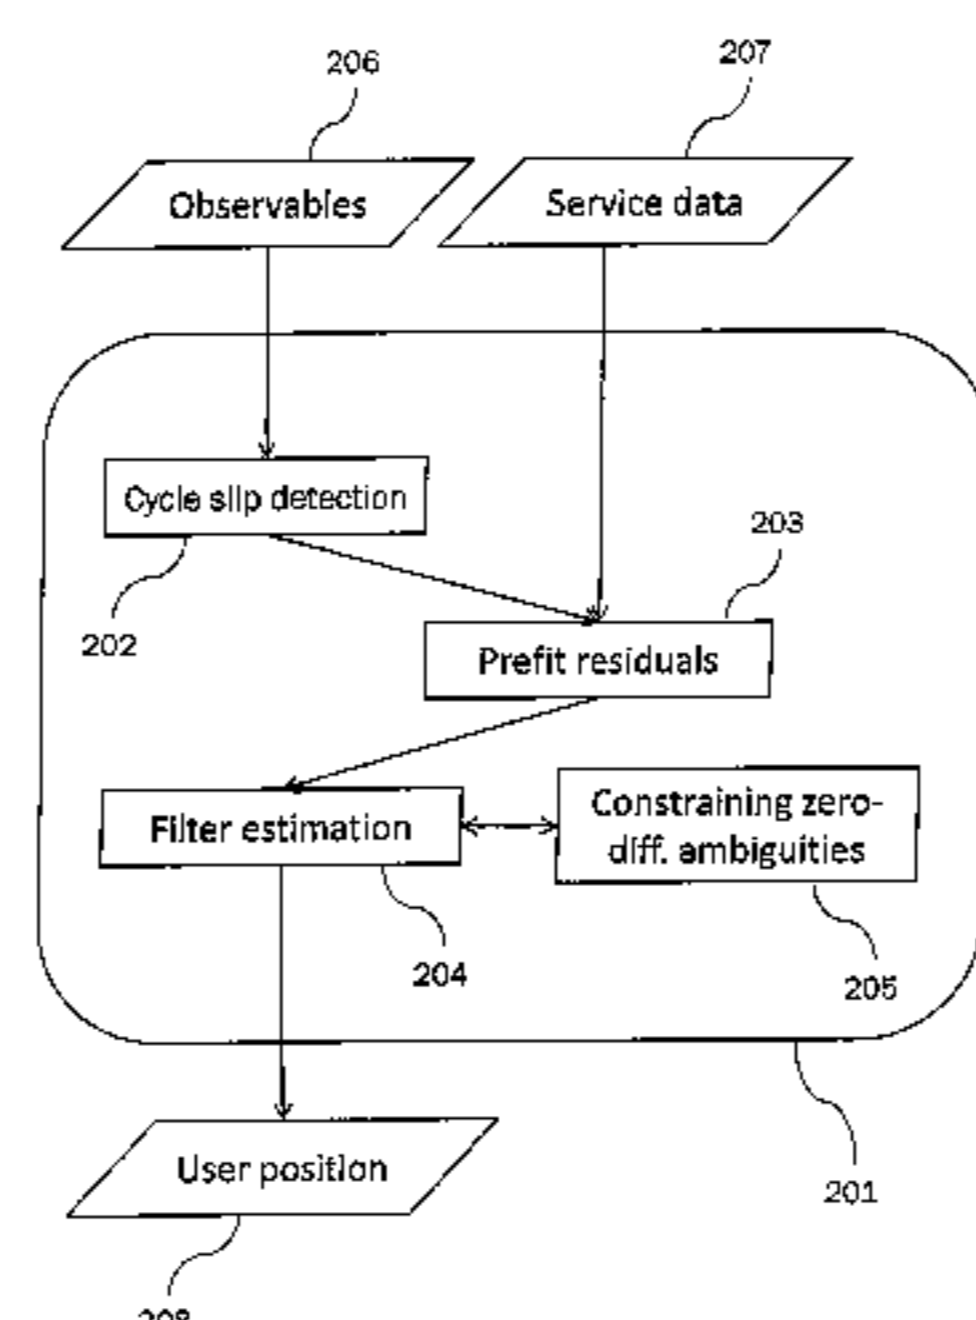 206
207
Observables
Service data
Cycle slip detection
203
202
Prefit residuals
Constraining zero-
diff. ambiguities
Filter estimation
204
205
User position
201